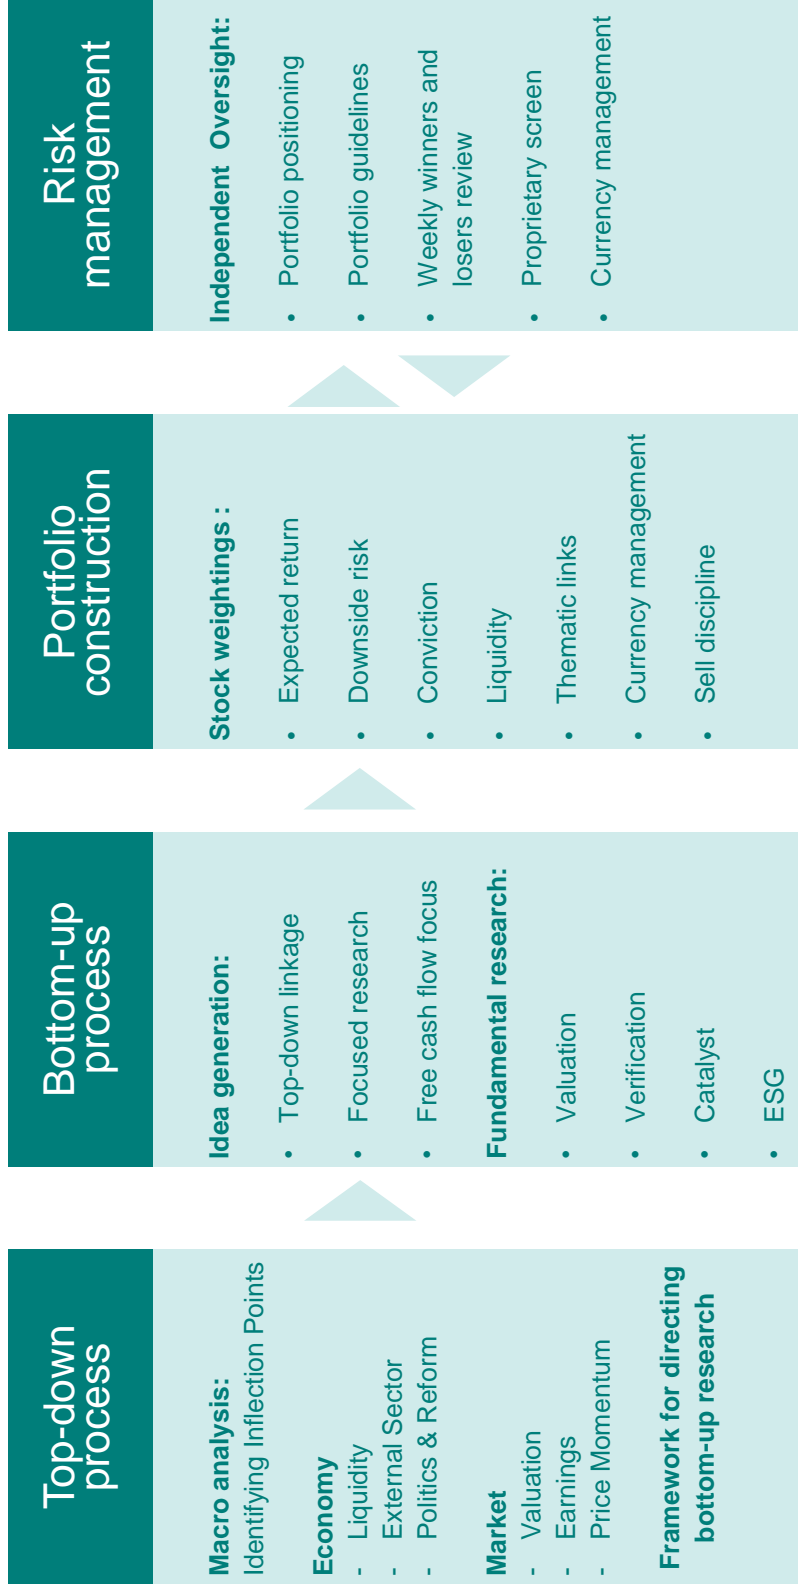 Top-down
process
Macro analysis:
Identifying Inflection Points
Economy
- Liquidity
- External Sector
- Politics & Reform
Market
- Valuation
- Earnings
- Price Momentum
Framework for directing
bottom-up research
Bottom-up
process
Idea generation:
• Top-down linkage
• Focused research
• Free cash flow focus
Fundamental research:
• Valuation
• Verification
• Catalyst
• ESG
Portfolio
construction
Stock weightings :
• Expected return
• Downside risk
• Conviction
• Liquidity
• Thematic links
• Currency management
• Sell discipline
Risk
management
Independent Oversight:
• Portfolio positioning
• Portfolio guidelines
• Weekly winners and
losers review
• Proprietary screen
• Currency management